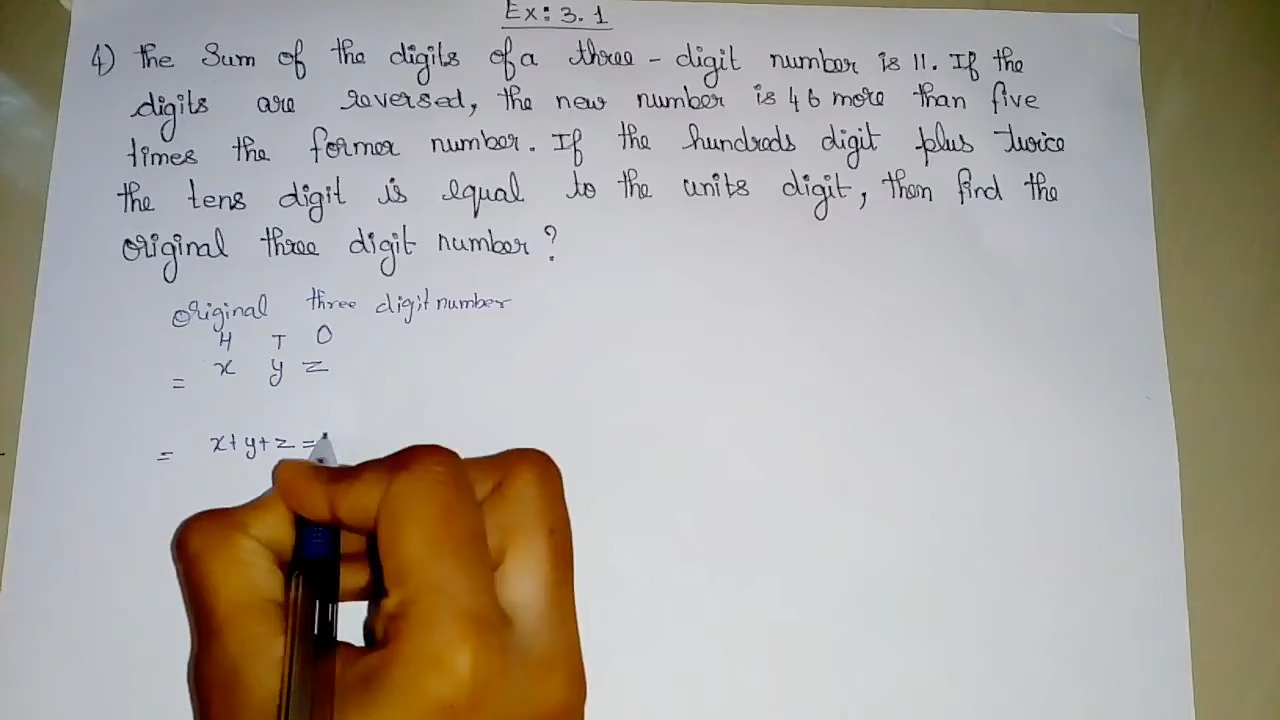 Ex: 3.1
4) The Sum of the digits of a three - digit number is 11. If the
digits are reversed, the new number is 46 more than five
times the former number. If the hundreds digit plus twice
the tens digit is equal to the units digit, then find the
original three digit number?
original three digit number
H T O
= x y z
= x+y+z =